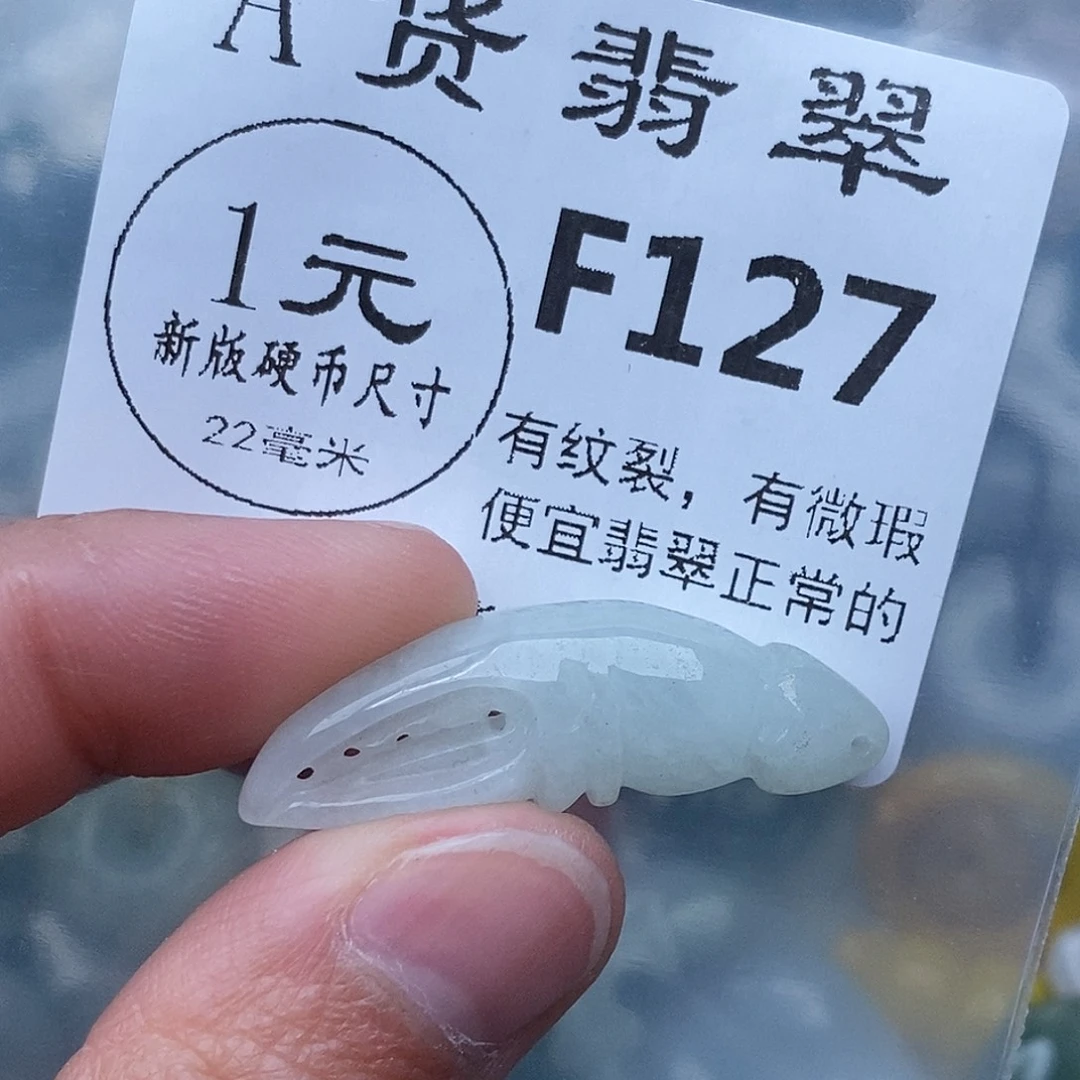 A货翡翠
1元
新版硬币尺寸
22毫米
F127
有纹裂，有微瑕
便宜翡翠正常的